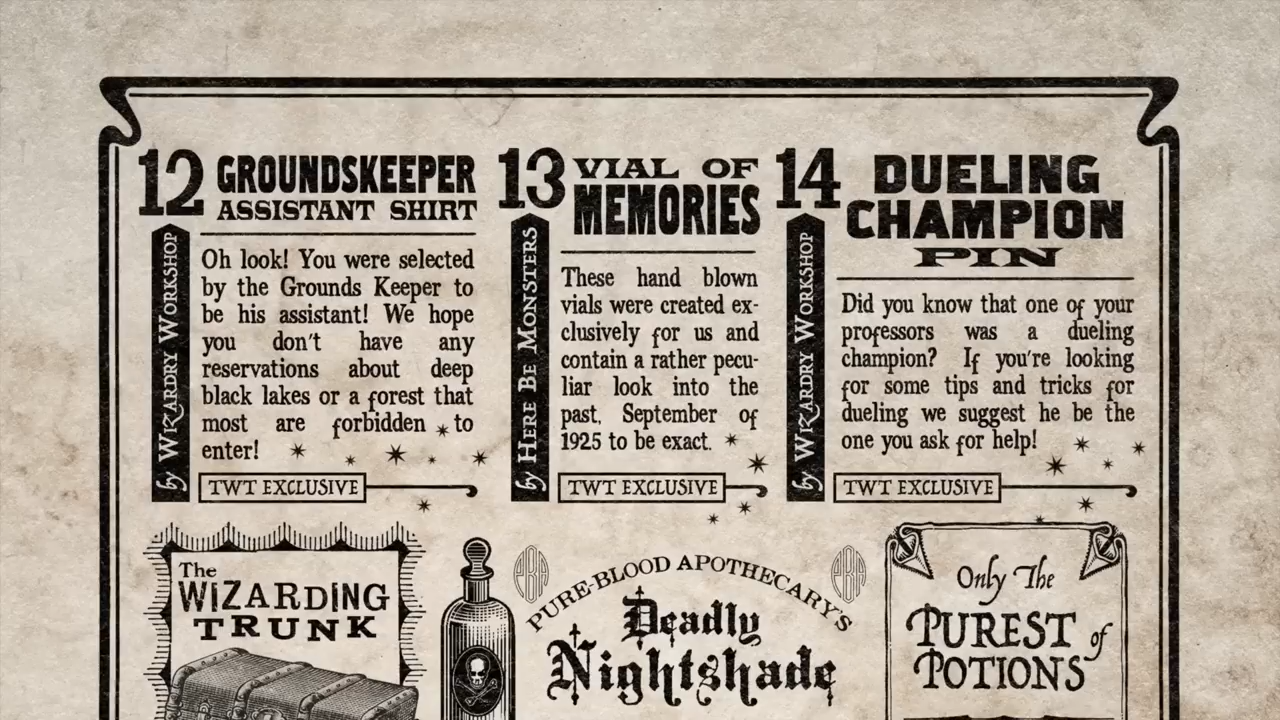 12 GROUNDSKEEPER
ASSISTANT SHIRT
by WIZARDRY WORKSHOP
Oh look! You were selected
by the Grounds Keeper to
be his assistant! We hope
you don't have any
reservations about deep
black lakes or a forest that
most are forbidden to
enter!
TWT EXCLUSIVE
13 VIAL OF
MEMORIES
by HERE BE MONSTERS
These hand blown
vials were created ex-
clusively for us and
contain a rather pecu-
liar look into the
past, September of
1925 to be exact.
TWT EXCLUSIVE
14 DUELING
CHAMPION
PIN
by WIZARDRY WORKSHOP
Did you know that one of your
professors was a dueling
champion? If you're looking
for some tips and tricks for
dueling we suggest he be the
one you ask for help!
TWT EXCLUSIVE
The
WIZARDING
TRUNK
PBA
PBA
PURE-BLOOD APOTHECARY'S
Deadly
Nightshade
Only The
PUREST of
POTIONS